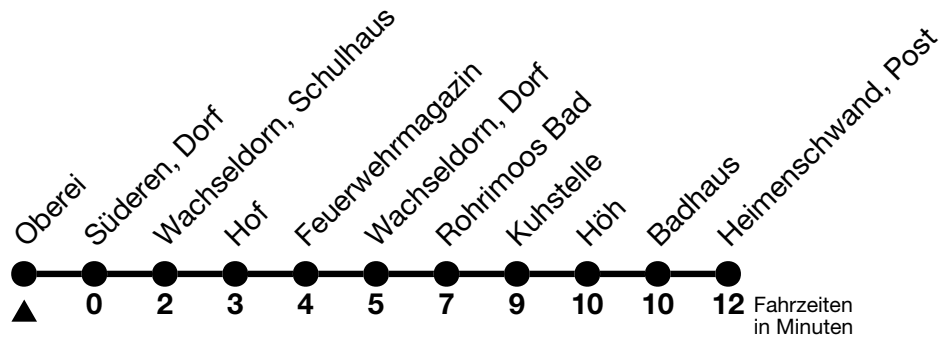 Oberei
Süderen, Dorf
Wachseldorn, Schulhaus
Hof
Feuerwehrmagazin
Wachseldorn, Dorf
Rohrimoos Bad
Kuhstelle
Höh
Badhaus
Heimenschwand, Post
0 2 3 4 5 7 9 10 10 12 Fahrzeiten
in Minuten